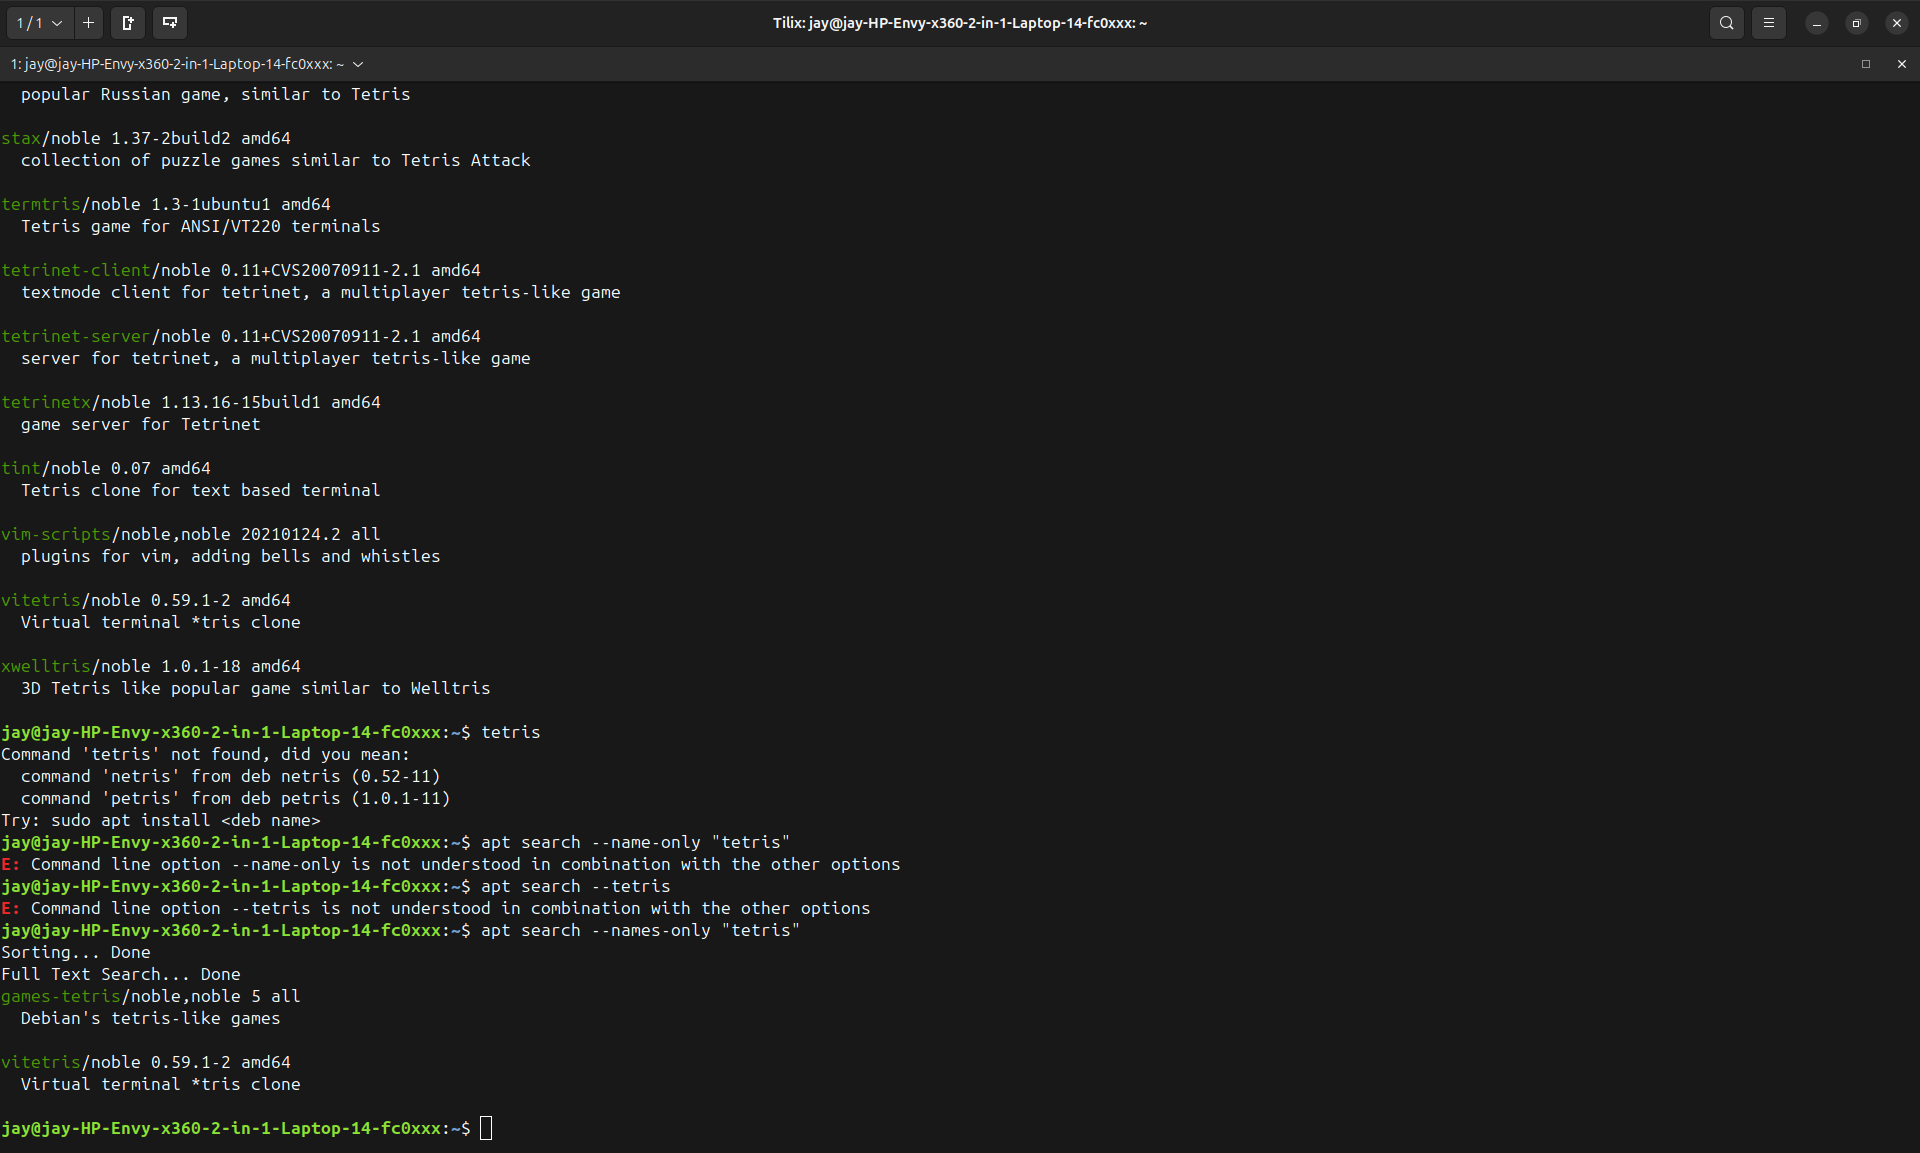 1 / 1
Tilix: jay@jay-HP-Envy-x360-2-in-1-Laptop-14-fc0xxx: ~
1: jay@jay-HP-Envy-x360-2-in-1-Laptop-14-fc0xxx: ~
popular Russian game, similar to Tetris
stax/noble 1.37-2build2 amd64
collection of puzzle games similar to Tetris Attack
termtris/noble 1.3-1ubuntu1 amd64
Tetris game for ANSI/VT220 terminals
tetrinet-client/noble 0.11+CVS20070911-2.1 amd64
textmode client for tetrinet, a multiplayer tetris-like game
tetrinet-server/noble 0.11+CVS20070911-2.1 amd64
server for tetrinet, a multiplayer tetris-like game
tetrinetx/noble 1.13.16-15build1 amd64
game server for Tetrinet
tint/noble 0.07 amd64
Tetris clone for text based terminal
vim-scripts/noble,noble 20210124.2 all
plugins for vim, adding bells and whistles
vitetris/noble 0.59.1-2 amd64
Virtual terminal *tris clone
xwelltris/noble 1.0.1-18 amd64
3D Tetris like popular game similar to Welltris
jay@jay-HP-Envy-x360-2-in-1-Laptop-14-fc0xxx:~$ tetris
Command 'tetris' not found, did you mean:
command 'netris' from deb netris (0.52-11)
command 'petris' from deb petris (1.0.1-11)
Try: sudo apt install <deb name>
jay@jay-HP-Envy-x360-2-in-1-Laptop-14-fc0xxx:~$ apt search --name-only "tetris"
E: Command line option --name-only is not understood in combination with the other options
jay@jay-HP-Envy-x360-2-in-1-Laptop-14-fc0xxx:~$ apt search --tetris
E: Command line option --tetris is not understood in combination with the other options
jay@jay-HP-Envy-x360-2-in-1-Laptop-14-fc0xxx:~$ apt search --names-only "tetris"
Sorting... Done
Full Text Search... Done
games-tetris/noble,noble 5 all
Debian's tetris-like games
vitetris/noble 0.59.1-2 amd64
Virtual terminal *tris clone
jay@jay-HP-Envy-x360-2-in-1-Laptop-14-fc0xxx:~$